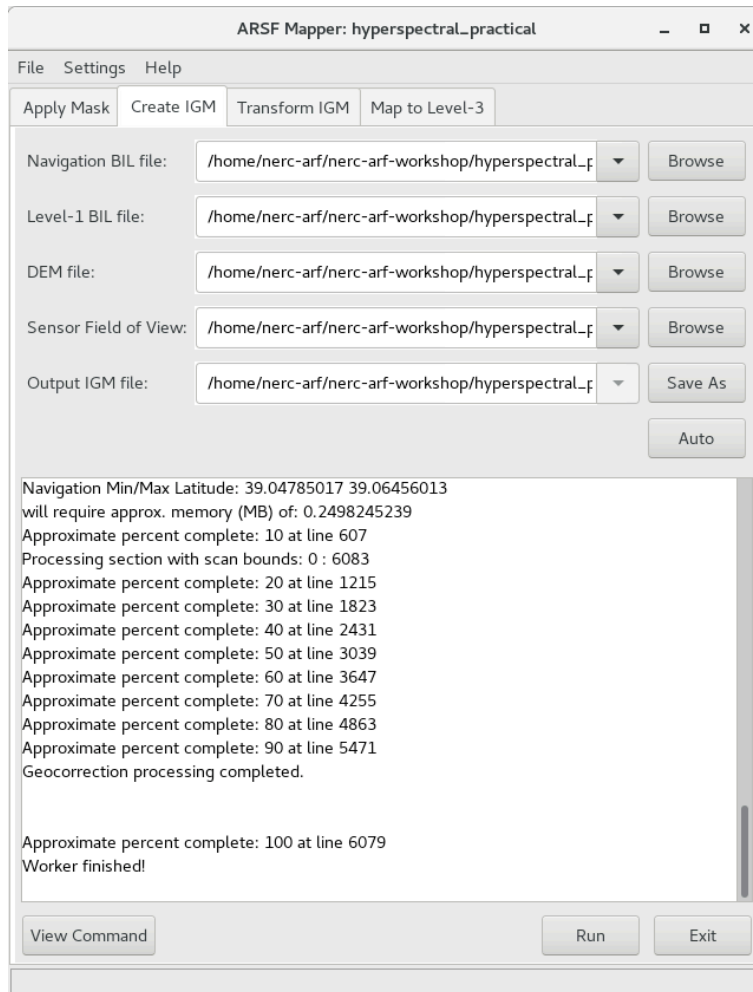 ARSF Mapper: hyperspectral_practical
File Settings Help
Apply Mask Create IGM Transform IGM Map to Level-3
Navigation BIL file: /home/nerc-arf/nerc-arf-workshop/hyperspectral_p Browse
Level-1 BIL file: /home/nerc-arf/nerc-arf-workshop/hyperspectral_p Browse
DEM file: /home/nerc-arf/nerc-arf-workshop/hyperspectral_p Browse
Sensor Field of View: /home/nerc-arf/nerc-arf-workshop/hyperspectral_p Browse
Output IGM file: /home/nerc-arf/nerc-arf-workshop/hyperspectral_p Save As
Auto
Navigation Min/Max Latitude: 39.04785017 39.06456013
will require approx. memory (MB) of: 0.2498245239
Approximate percent complete: 10 at line 607
Processing section with scan bounds: 0 : 6083
Approximate percent complete: 20 at line 1215
Approximate percent complete: 30 at line 1823
Approximate percent complete: 40 at line 2431
Approximate percent complete: 50 at line 3039
Approximate percent complete: 60 at line 3647
Approximate percent complete: 70 at line 4255
Approximate percent complete: 80 at line 4863
Approximate percent complete: 90 at line 5471
Geocorrection processing completed.
Approximate percent complete: 100 at line 6079
Worker finished!
View Command Run Exit